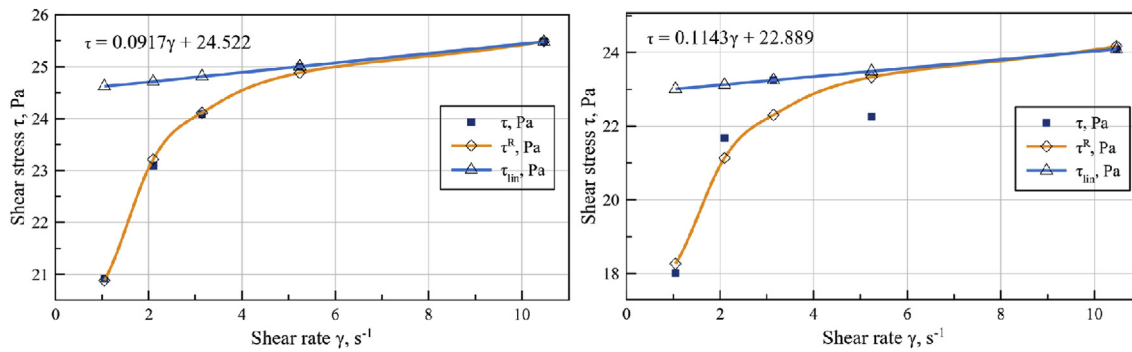 τ = 0.0917γ + 24.522
Shear stress τ, Pa
26
25
24
23
22
21
τ, Pa
τᴿ, Pa
τₗᵢₙ, Pa
0
2
4
6
8
10
Shear rate γ, s⁻¹
τ = 0.1143γ + 22.889
Shear stress τ, Pa
24
22
20
18
τ, Pa
τᴿ, Pa
τₗᵢₙ, Pa
0
2
4
6
8
10
Shear rate γ, s⁻¹